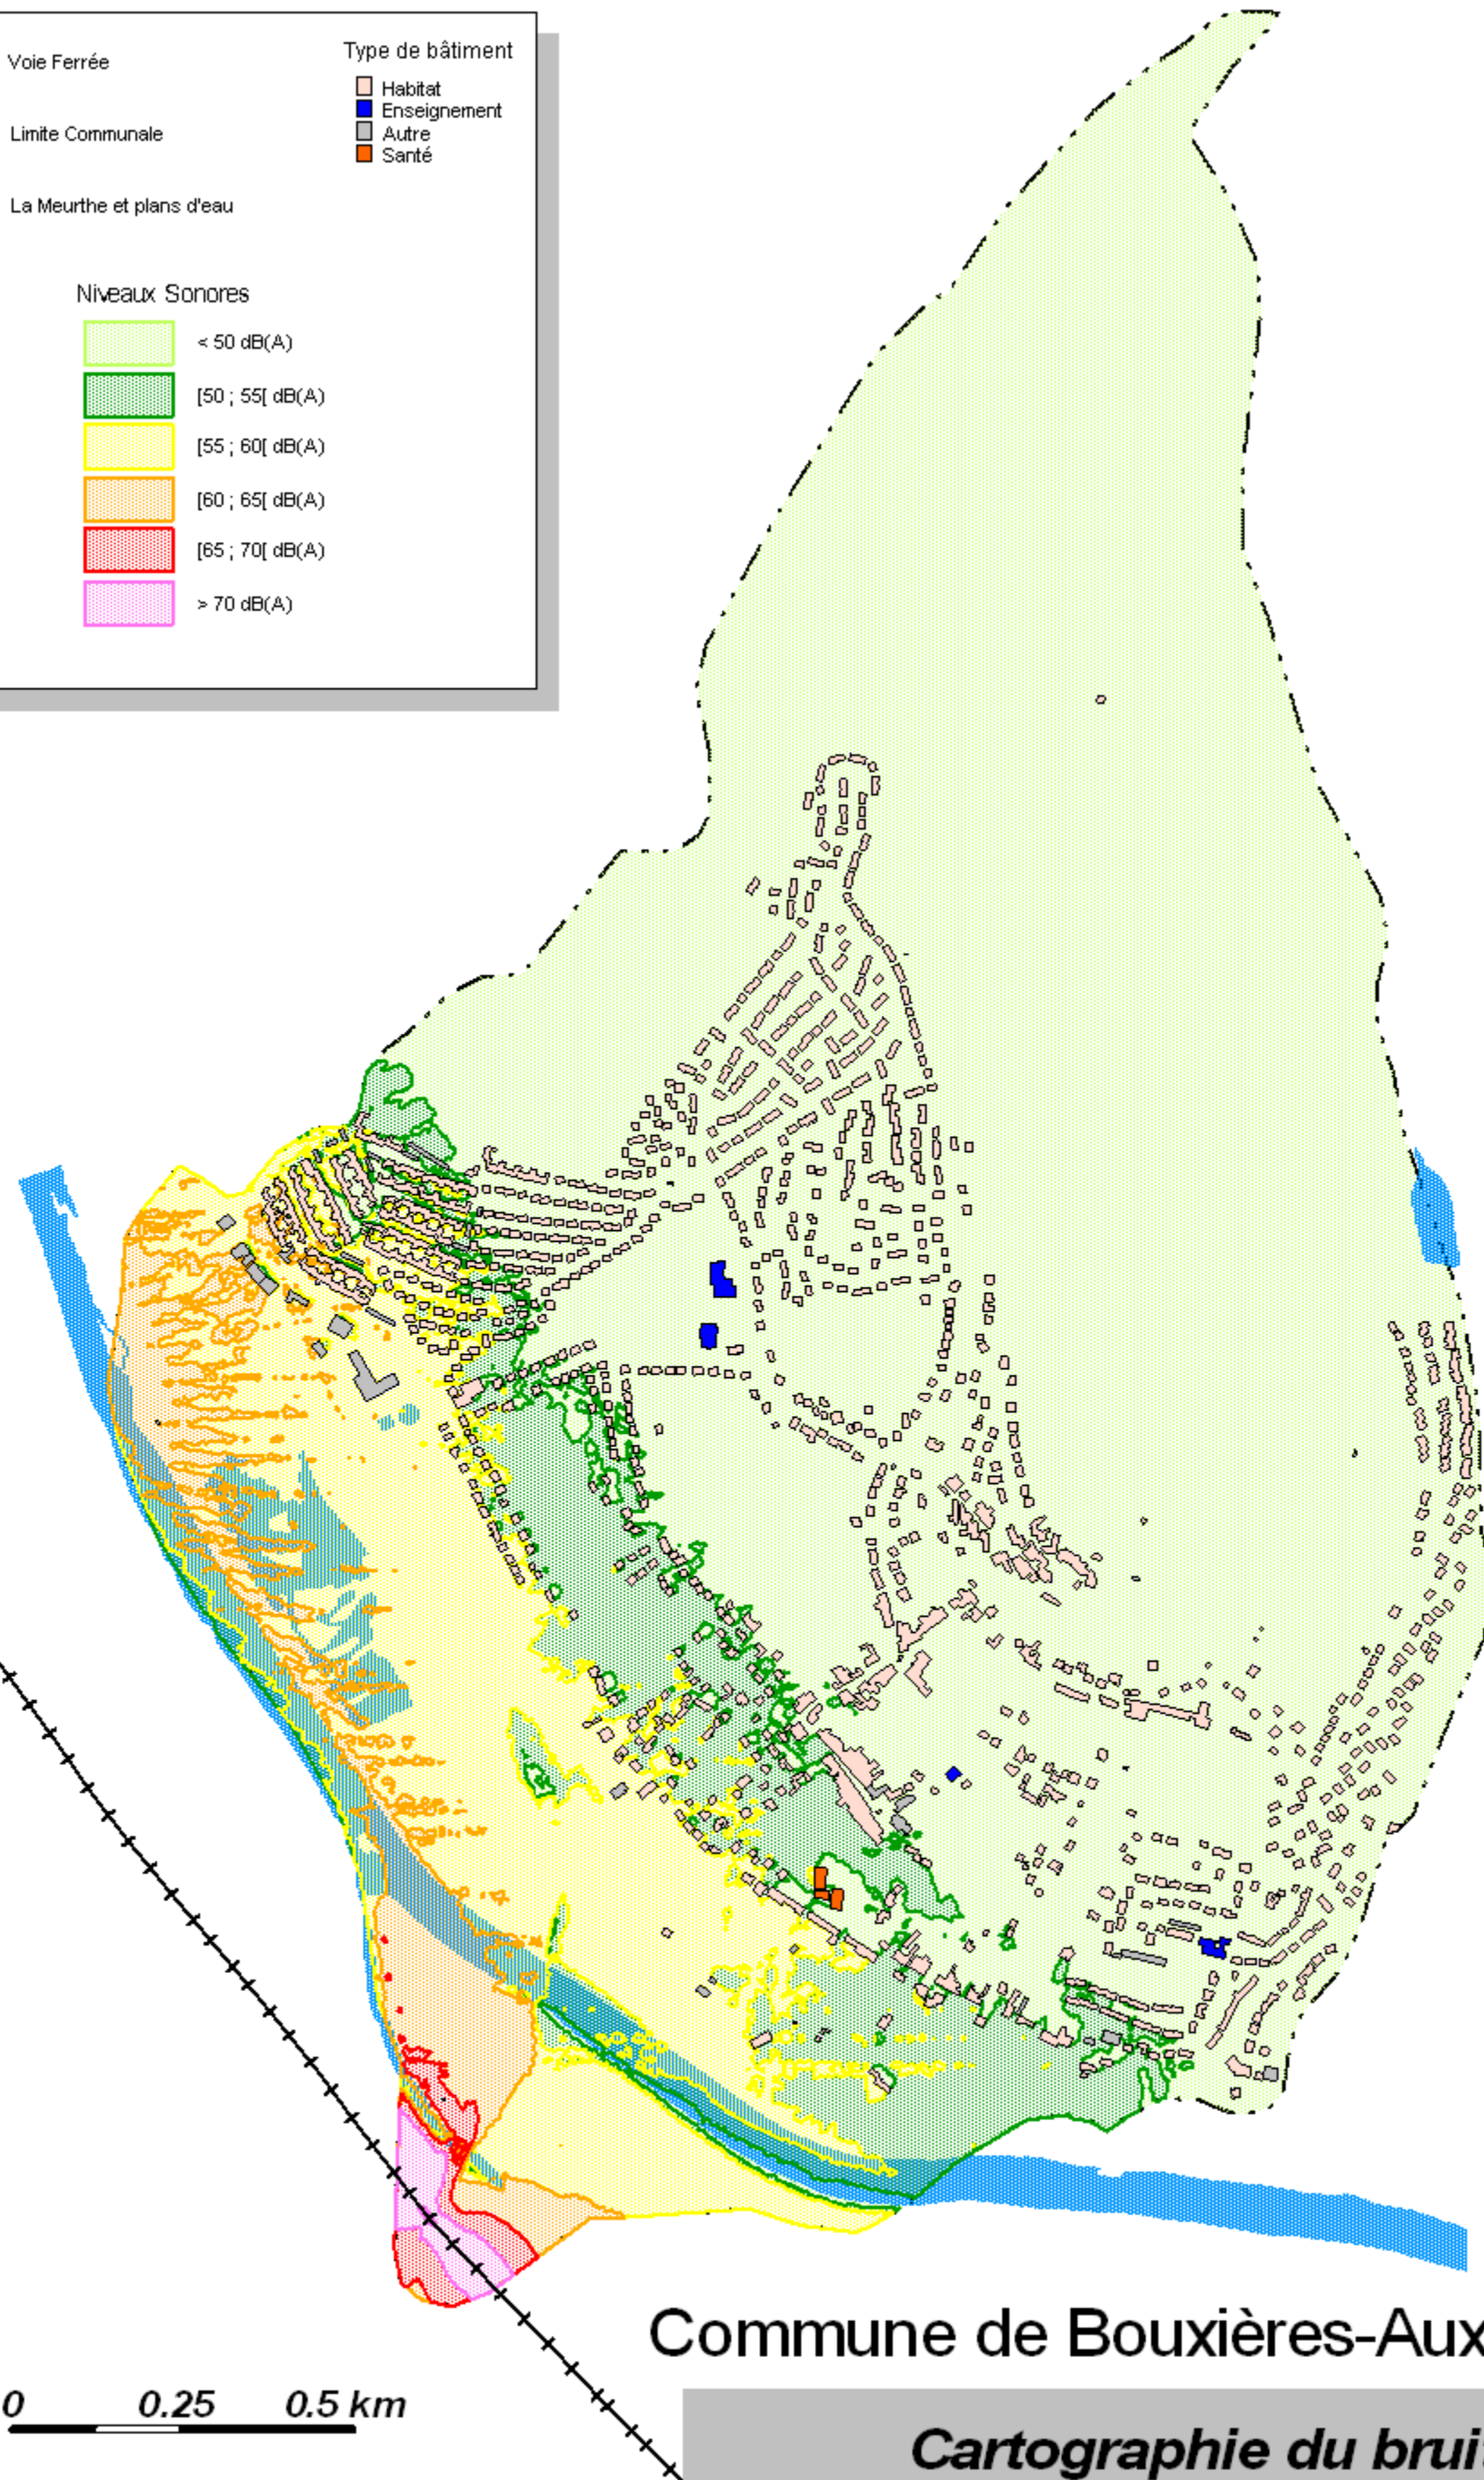 Voie Ferrée
Limite Communale
La Meurthe et plans d'eau
Type de bâtiment
Habitat
Enseignement
Autre
Santé
Niveaux Sonores
< 50 dB(A)
[50 ; 55[ dB(A)
[55 ; 60[ dB(A)
[60 ; 65[ dB(A)
[65 ; 70[ dB(A)
> 70 dB(A)
Commune de Bouxières-Aux
0 0.25 0.5 km
Cartographie du bruit